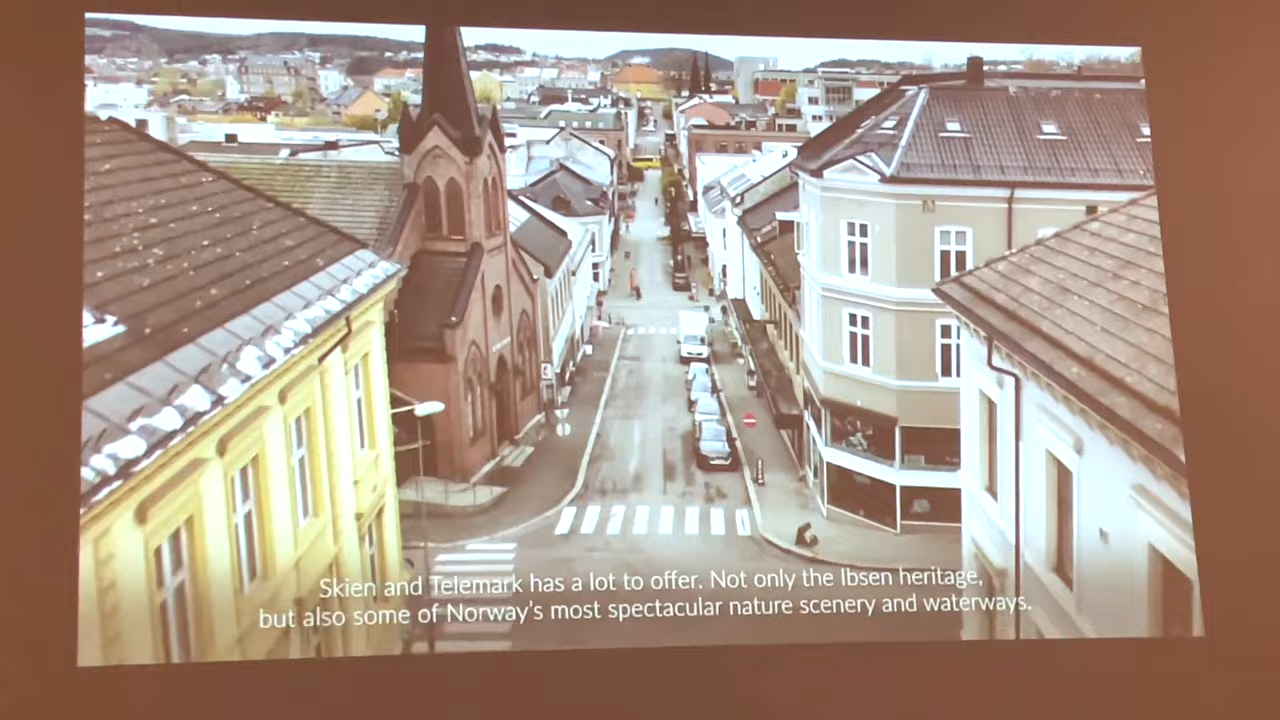 Skien and Telemark has a lot to offer. Not only the Ibsen heritage,
but also some of Norway's most spectacular nature scenery and waterways.